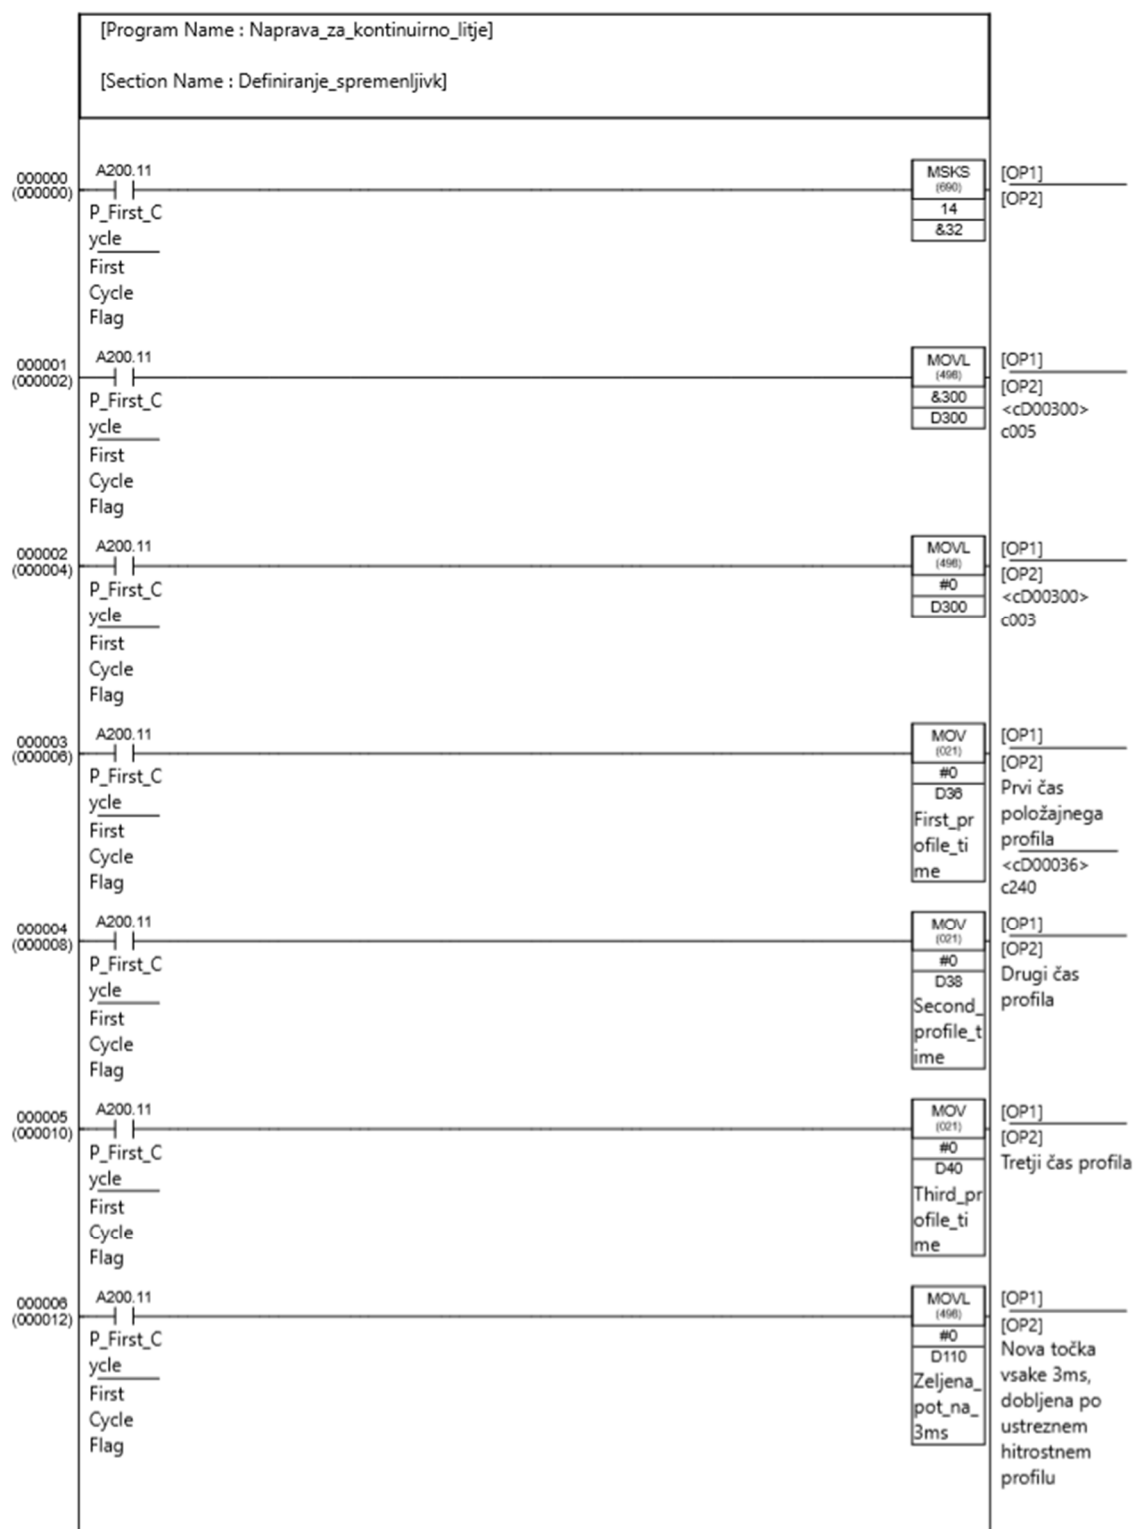 [Program Name : Naprava_za_kontinuirno_litje]
[Section Name : Definiranje_spremenljivk]
000000
(000000)
A200.11
P_First_C
ycle
First
Cycle
Flag
MSKS
(690)
14
&32
[OP1]
[OP2]
000001
(000002)
A200.11
P_First_C
ycle
First
Cycle
Flag
MOVL
(498)
&300
D300
[OP1]
[OP2]
<cD00300>
c005
000002
(000004)
A200.11
P_First_C
ycle
First
Cycle
Flag
MOVL
(498)
#0
D300
[OP1]
[OP2]
<cD00300>
c003
000003
(000006)
A200.11
P_First_C
ycle
First
Cycle
Flag
MOV
(021)
#0
D36
First_pr
ofile_ti
me
[OP1]
[OP2]
Prvi čas
položajnega
profila
<cD00036>
c240
000004
(000008)
A200.11
P_First_C
ycle
First
Cycle
Flag
MOV
(021)
#0
D38
Second_
profile_t
ime
[OP1]
[OP2]
Drugi čas
profila
000005
(000010)
A200.11
P_First_C
ycle
First
Cycle
Flag
MOV
(021)
#0
D40
Third_pr
ofile_ti
me
[OP1]
[OP2]
Tretji čas profila
000006
(000012)
A200.11
P_First_C
ycle
First
Cycle
Flag
MOVL
(498)
#0
D110
Zeljena_
pot_na_
3ms
[OP1]
[OP2]
Nova točka
vsake 3ms,
dobljena po
ustreznem
hitrostnem
profilu